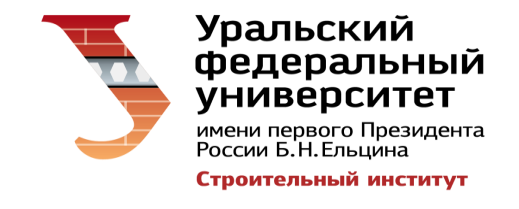 Уральский
федеральный
университет
имени первого Президента
России Б.Н.Ельцина
Строительный институт